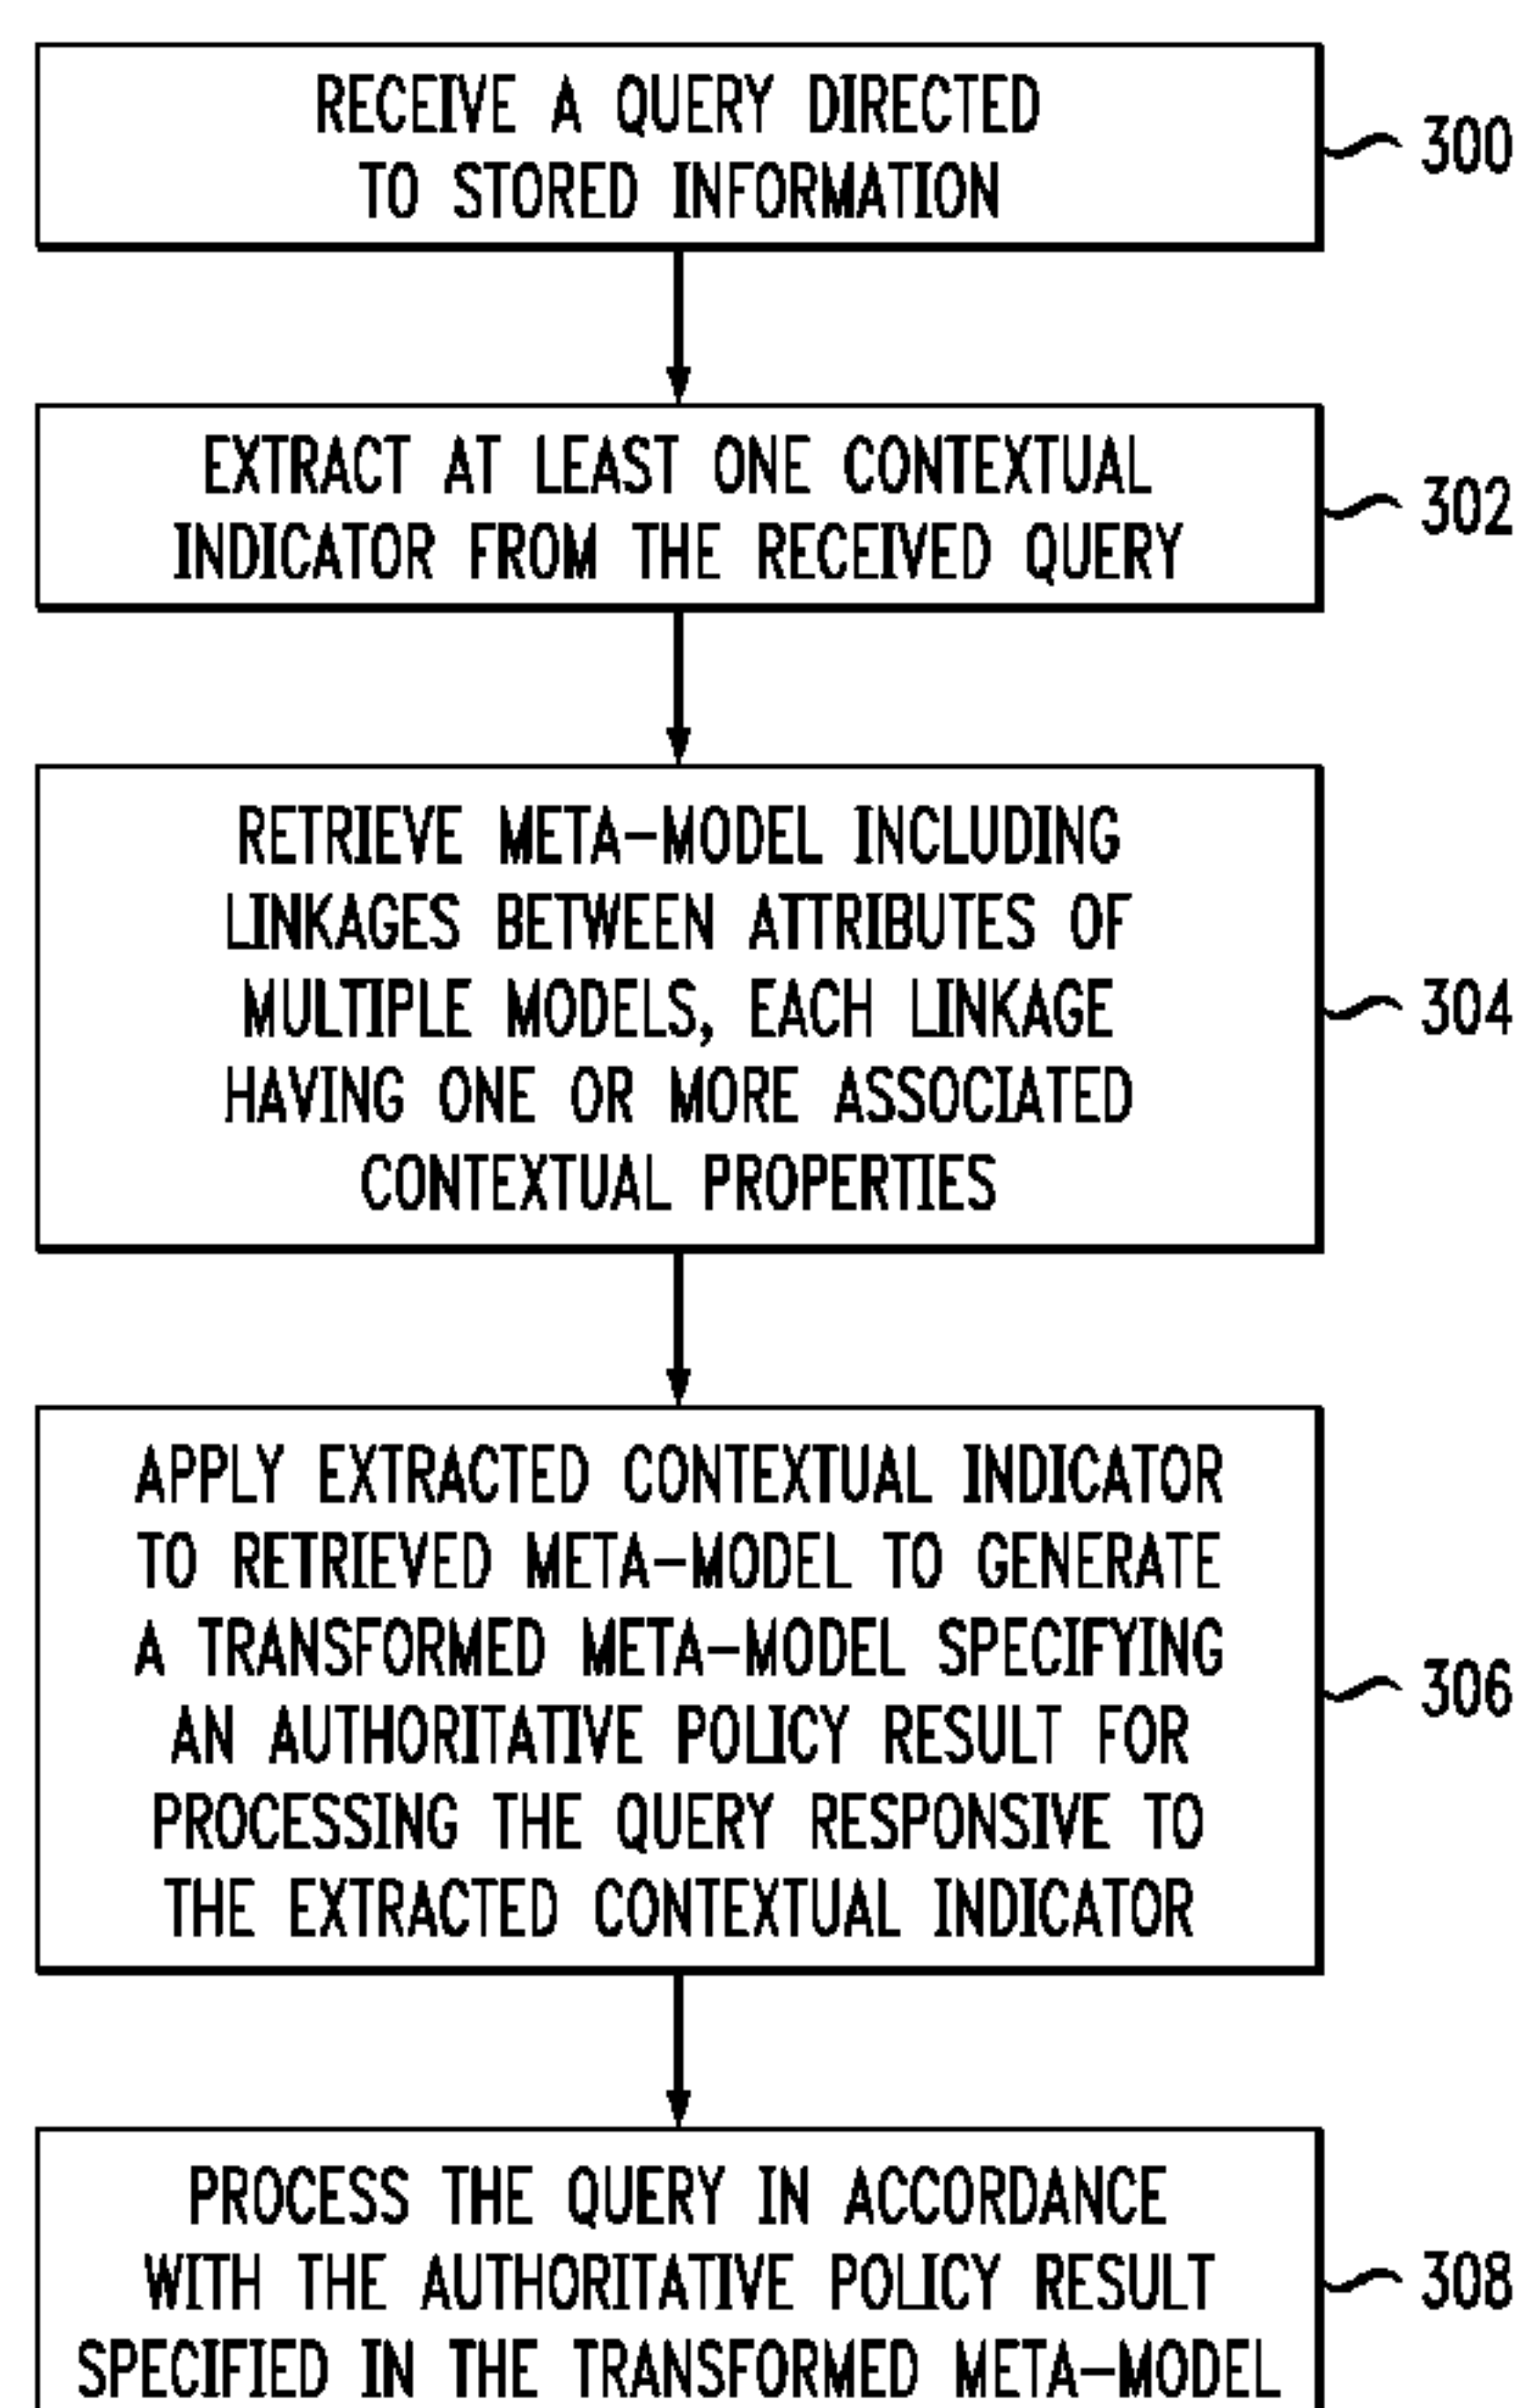 RECEIVE A QUERY DIRECTED
TO STORED INFORMATION
300
EXTRACT AT LEAST ONE CONTEXTUAL
INDICATOR FROM THE RECEIVED QUERY
302
RETRIEVE META-MODEL INCLUDING
LINKAGES BETWEEN ATTRIBUTES OF
MULTIPLE MODELS, EACH LINKAGE
HAVING ONE OR MORE ASSOCIATED
CONTEXTUAL PROPERTIES
304
APPLY EXTRACTED CONTEXTUAL INDICATOR
TO RETRIEVED META-MODEL TO GENERATE
A TRANSFORMED META-MODEL SPECIFYING
AN AUTHORITATIVE POLICY RESULT FOR
PROCESSING THE QUERY RESPONSIVE TO
THE EXTRACTED CONTEXTUAL INDICATOR
306
PROCESS THE QUERY IN ACCORDANCE
WITH THE AUTHORITATIVE POLICY RESULT
SPECIFIED IN THE TRANSFORMED META-MODEL
308